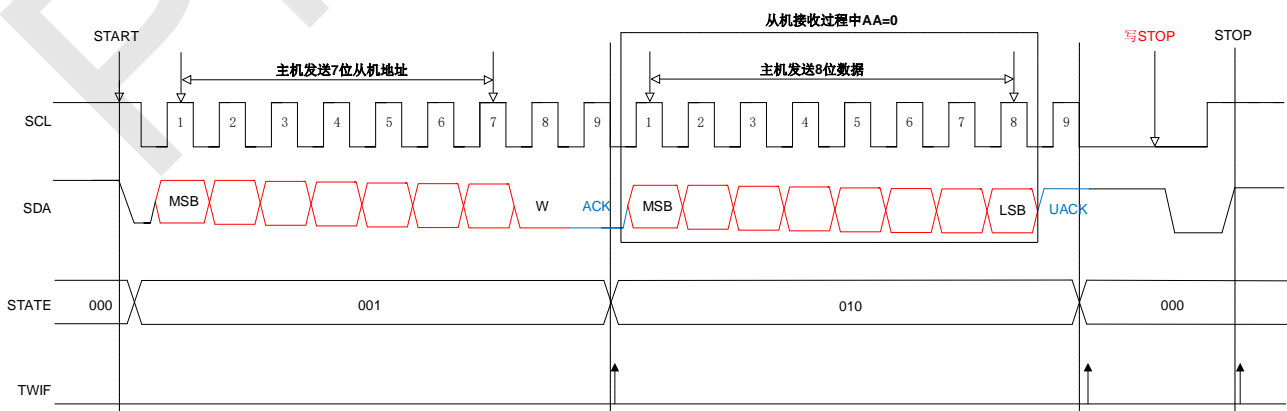 从机接收过程中AA=0
START
写STOP
STOP
主机发送7位从机地址
主机发送8位数据
SCL
1 2 3 4 5 6 7 8 9 1 2 3 4 5 6 7 8 9
SDA
MSB W ACK MSB LSB UACK
STATE 000 001 010 000
TWIF